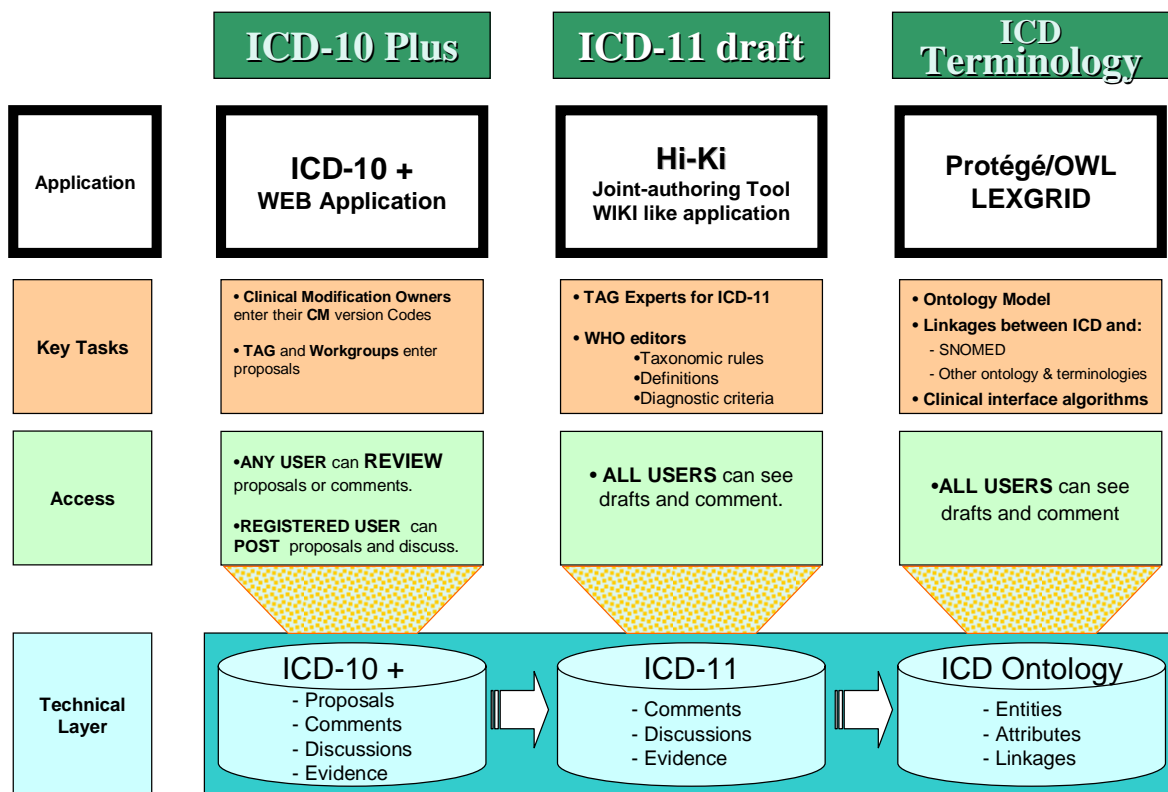 ICD-10 Plus
ICD-11 draft
ICD
Terminology
Application
ICD-10 +
WEB Application
Hi-Ki
Joint-authoring Tool
WIKI like application
Protégé/OWL
LEXGRID
Key Tasks
• Clinical Modification Owners
enter their CM version Codes
• TAG and Workgroups enter
proposals
• TAG Experts for ICD-11
• WHO editors
•Taxonomic rules
•Definitions
•Diagnostic criteria
• Ontology Model
• Linkages between ICD and:
- SNOMED
- Other ontology & terminologies
• Clinical interface algorithms
Access
•ANY USER can REVIEW
proposals or comments.
•REGISTERED USER can
POST proposals and discuss.
• ALL USERS can see
drafts and comment.
•ALL USERS can see
drafts and comment
Technical
Layer
ICD-10 +
- Proposals
- Comments
- Discussions
- Evidence
ICD-11
- Comments
- Discussions
- Evidence
ICD Ontology
- Entities
- Attributes
- Linkages